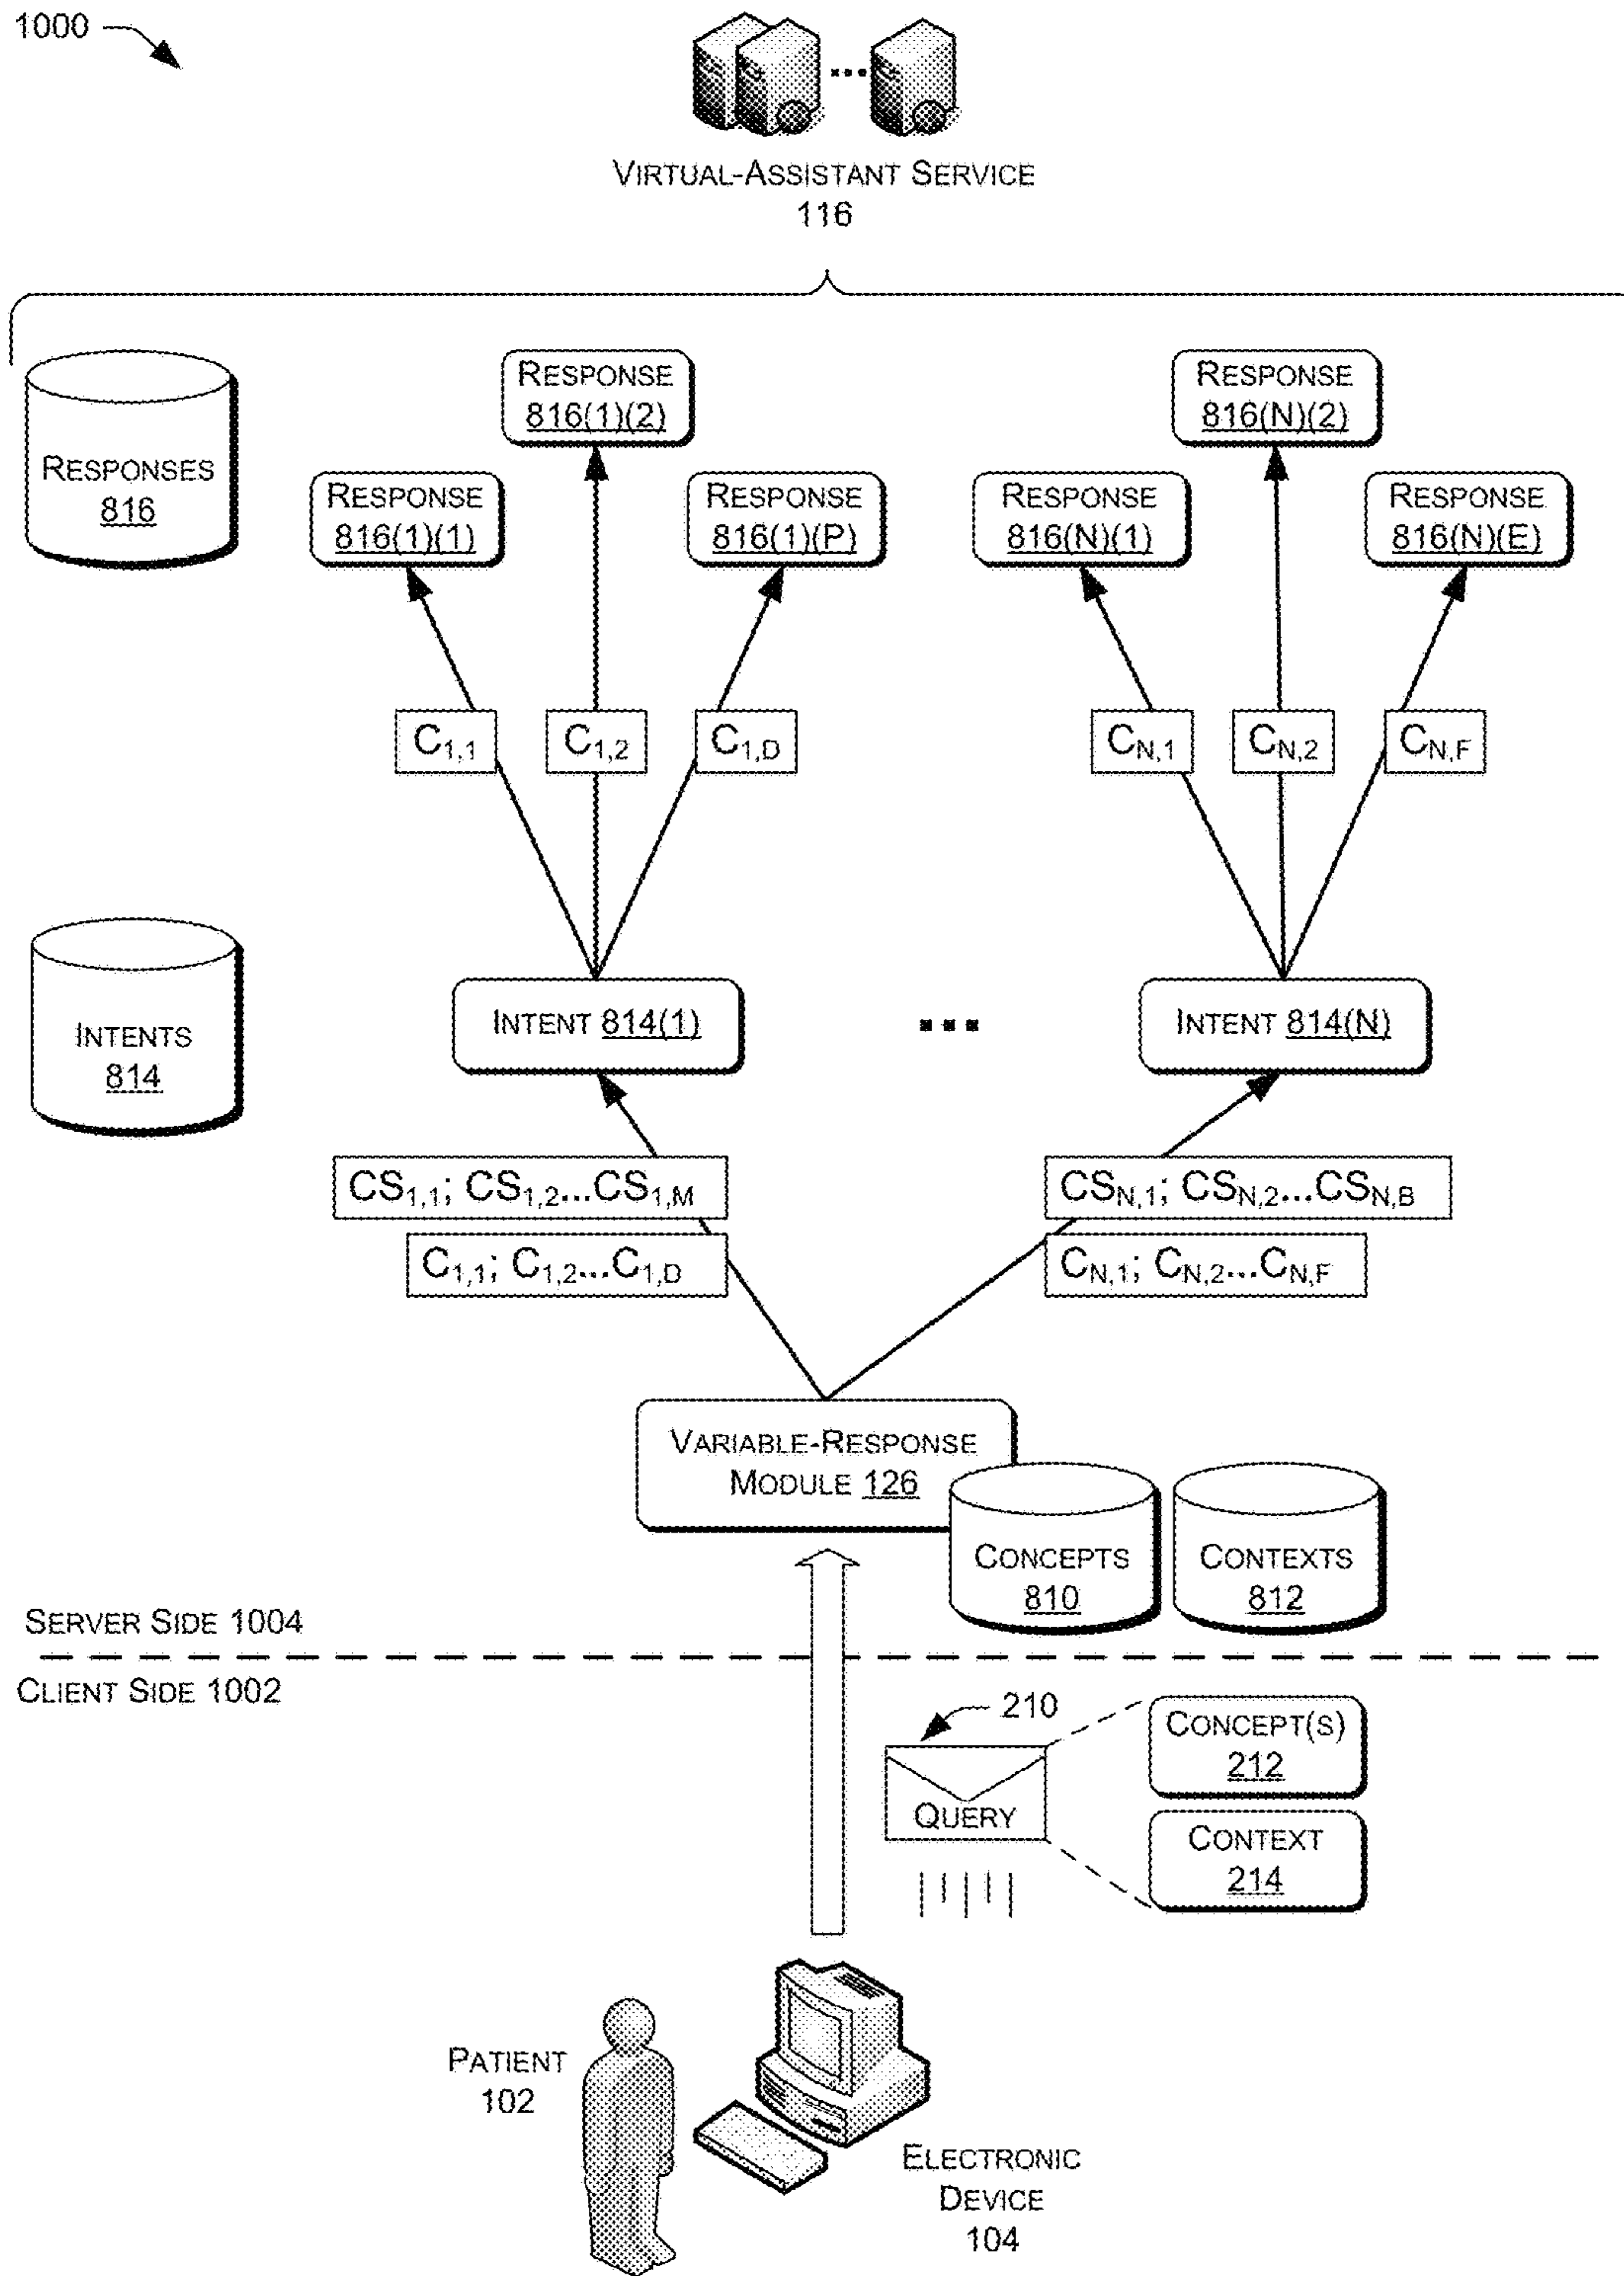 1000
VIRTUAL-ASSISTANT SERVICE
116
RESPONSES
816
RESPONSE
816(1)(2)
RESPONSE
816(N)(2)
RESPONSE
816(1)(1)
RESPONSE
816(1)(P)
RESPONSE
816(N)(1)
RESPONSE
816(N)(E)
C1,1
C1,2
C1,D
CN,1
CN,2
CN,F
INTENTS
814
INTENT 814(1)
...
INTENT 814(N)
CS1,1; CS1,2...CS1,M
CSN,1; CSN,2...CSN,B
C1,1; C1,2...C1,D
CN,1; CN,2...CN,F
VARIABLE-RESPONSE
MODULE 126
CONCEPTS
810
CONTEXTS
812
SERVER SIDE 1004
CLIENT SIDE 1002
210
QUERY
CONCEPT(S)
212
CONTEXT
214
PATIENT
102
ELECTRONIC
DEVICE
104